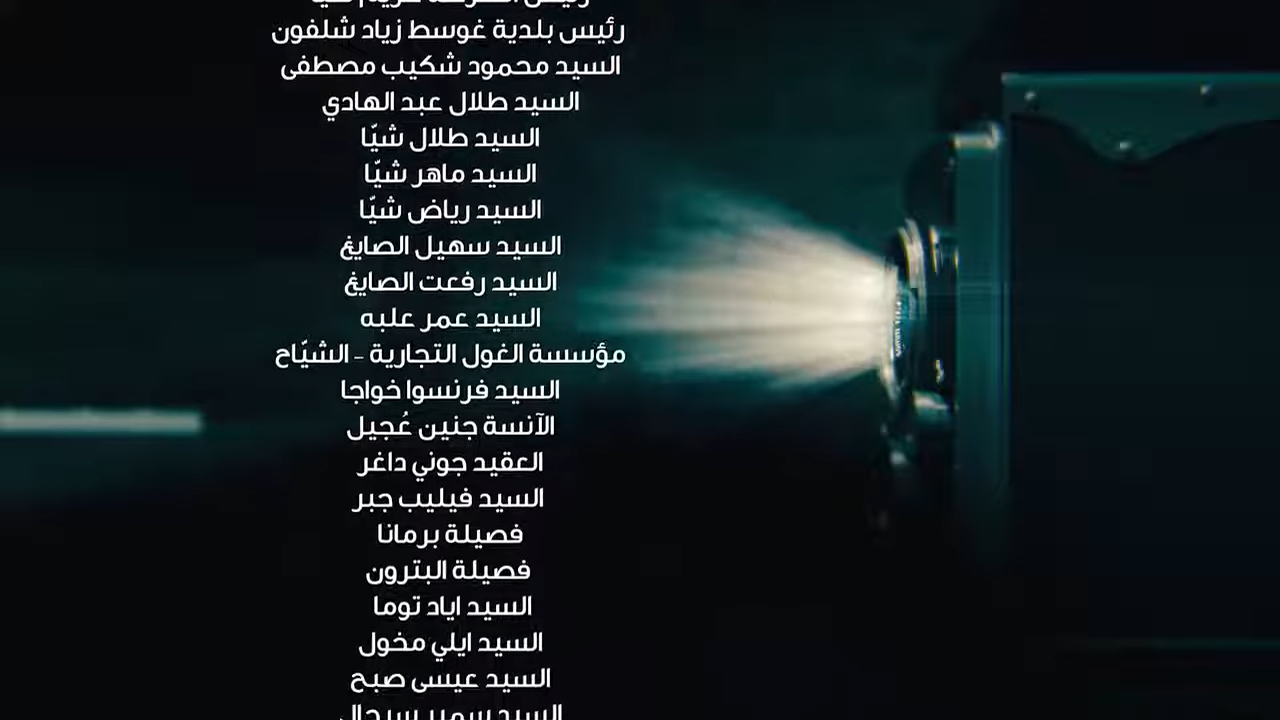 رئيس بلدية غوسط زياد شلفون
السيد محمود شكيب مصطفى
السيد طلال عبد الهادي
السيد طلال شيّا
السيد ماهر شيّا
السيد رياض شيّا
السيد سهيل الصايغ
السيد رفعت الصايغ
السيد عمر علبه
مؤسسة الغول التجارية - الشيّاح
السيد فرنسوا خواجا
الآنسة جنين عُجيل
العقيد جوني داغر
السيد فيليب جبر
فصيلة برمانا
فصيلة البترون
السيد اياد توما
السيد ايلي مخول
السيد عيسى صبح
السيد سمير